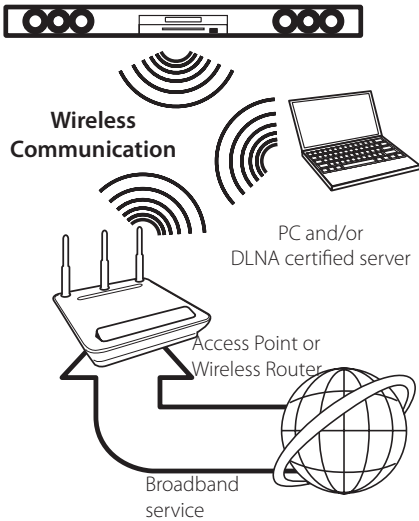 Wireless
Communication
PC and/or
DLNA certified server
Access Point or
Wireless Router
Broadband
service